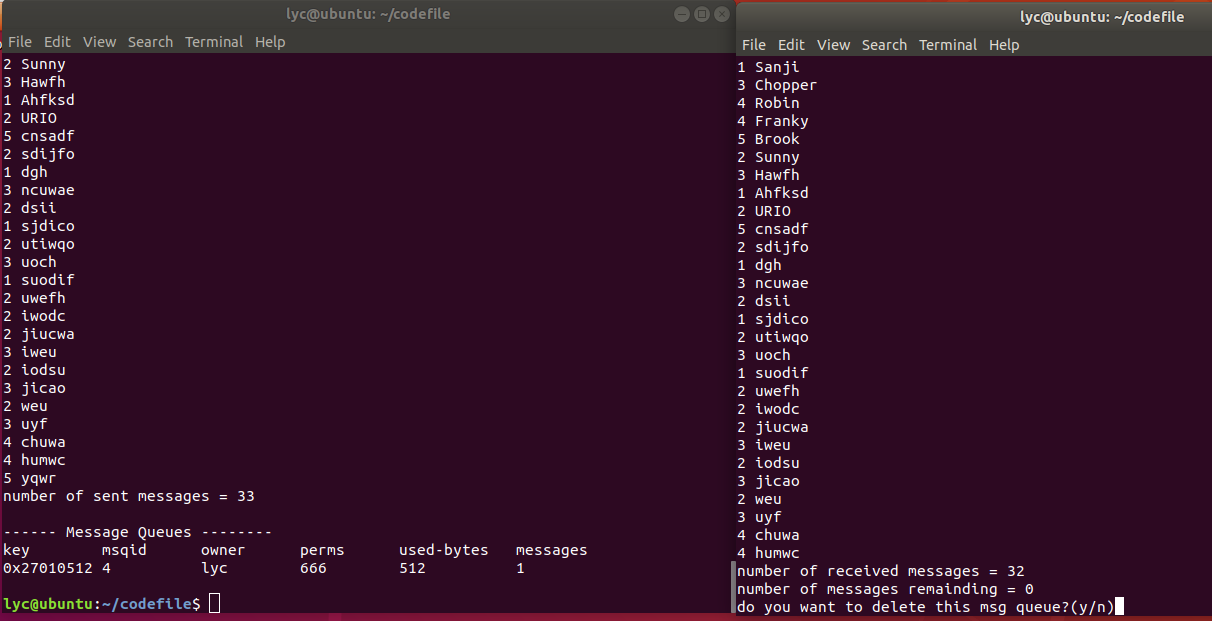 lyc@ubuntu: ~/codefile
File Edit View Search Terminal Help
2 Sunny
3 Hawfh
1 Ahfksd
2 URIO
5 cnsadf
2 sdijfo
1 dgh
3 ncuwae
2 dsii
1 sjdico
2 utiwqo
3 uoch
1 suodif
2 uwefh
2 iwodc
2 jiucwa
3 iweu
2 iodsu
3 jicao
2 weu
3 uyf
4 chuwa
4 humwc
5 yqwr
number of sent messages = 33
------ Message Queues --------
key msqid owner perms used-bytes messages
0x27010512 4 lyc 666 512 1
lyc@ubuntu:~/codefile$
lyc@ubuntu: ~/codefile
File Edit View Search Terminal Help
1 Sanji
3 Chopper
4 Robin
4 Franky
5 Brook
2 Sunny
3 Hawfh
1 Ahfksd
2 URIO
5 cnsadf
2 sdijfo
1 dgh
3 ncuwae
2 dsii
1 sjdico
2 utiwqo
3 uoch
1 suodif
2 uwefh
2 iwodc
2 jiucwa
3 iweu
2 iodsu
3 jicao
2 weu
3 uyf
4 chuwa
4 humwc
number of received messages = 32
number of messages remainding = 0
do you want to delete this msg queue?(y/n)